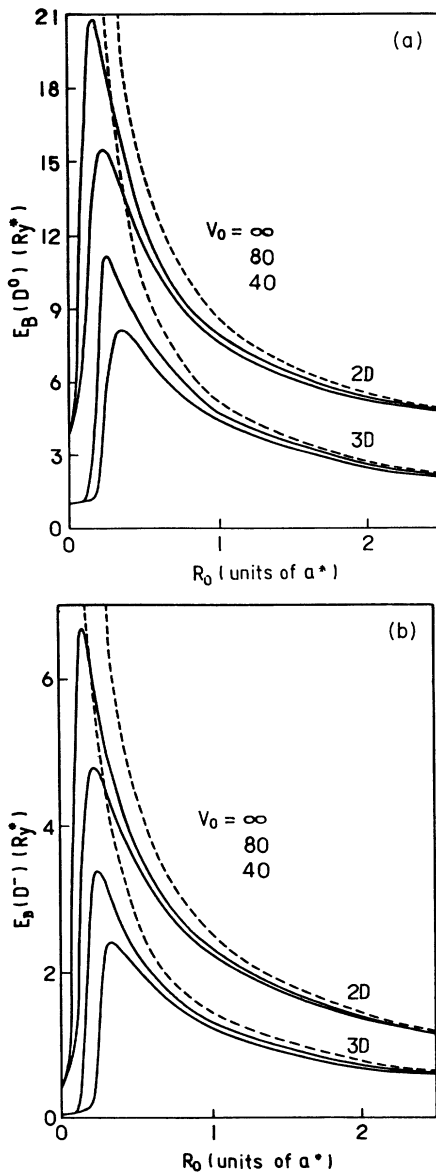 (a)
21
18
15
12
9
6
3
0
E_B (D⁰) (Ry*)
V₀ = ∞
80
40
2D
3D
0
1
2
R₀ (units of a*)
(b)
6
4
2
0
E_B (D⁻) (Ry*)
V₀ = ∞
80
40
2D
3D
0
1
2
R₀ (units of a*)